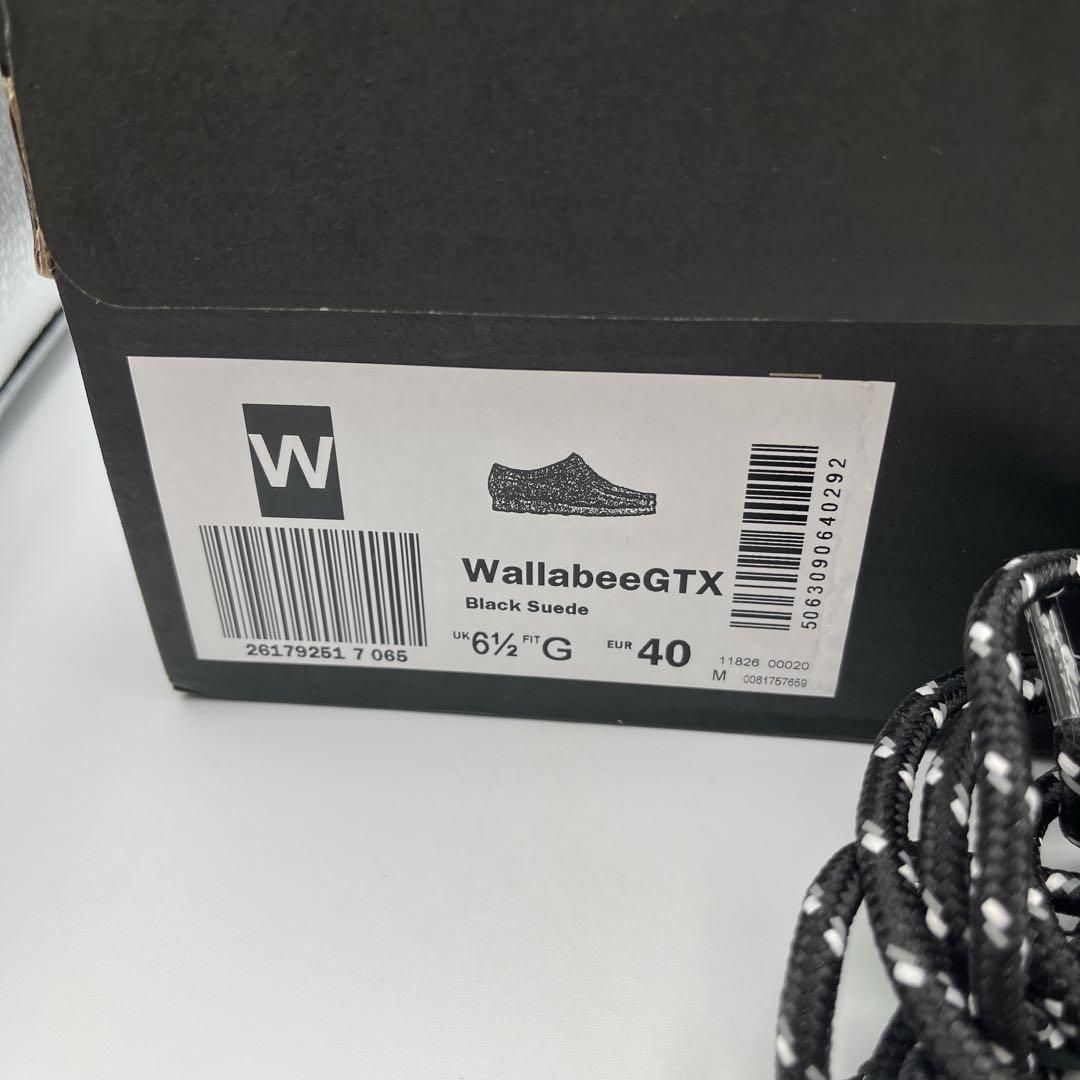 W
26179251 7 065
WallabeeGTX
Black Suede
UK 6½ FIT G EUR 40
11826 00020
M 0081757659
5063090640292